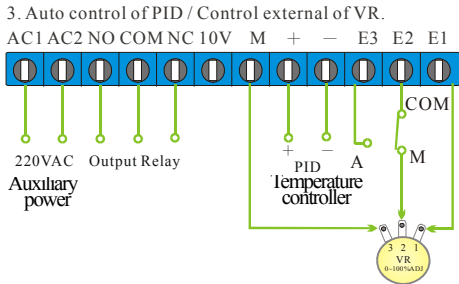 3. Auto control of PID / Control external of VR.
AC1 AC2 NO COM NC 10V M + − E3 E2 E1
COM
+ −
220VAC Output Relay PID A M
Auxiliary Temperature
power controller
3 2 1
VR
0~100%ADJ